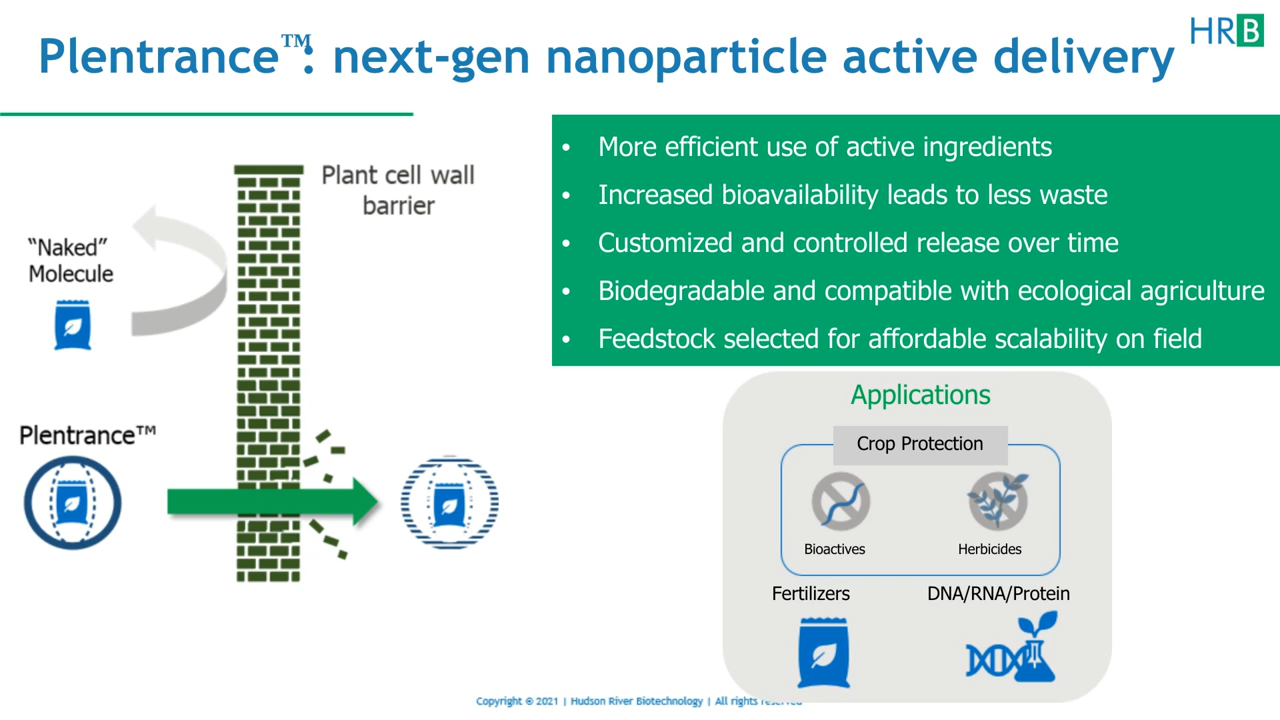 Plentrance™: next-gen nanoparticle active delivery
HRB
Plant cell wall
barrier
“Naked”
Molecule
Plentrance™
• More efficient use of active ingredients
• Increased bioavailability leads to less waste
• Customized and controlled release over time
• Biodegradable and compatible with ecological agriculture
• Feedstock selected for affordable scalability on field
Applications
Crop Protection
Bioactives
Herbicides
Fertilizers
DNA/RNA/Protein
Copyright © 2021 | Hudson River Biotechnology | All rights reserved